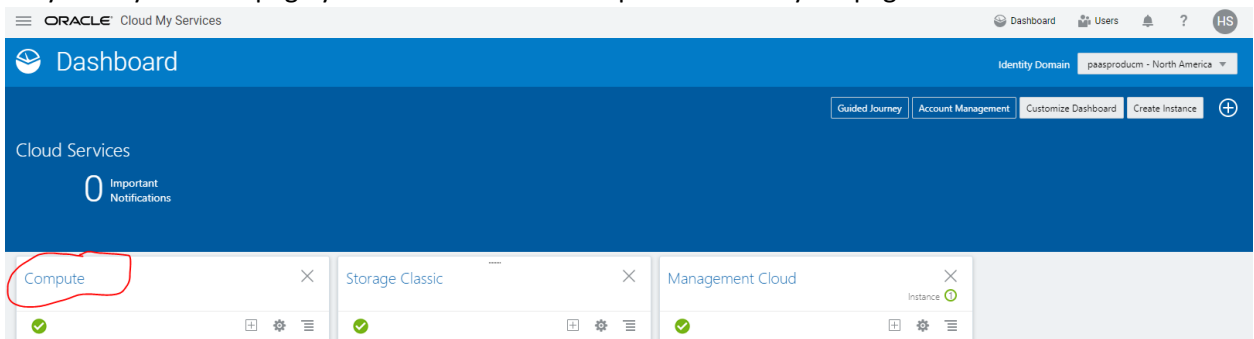 ORACLE® Cloud My Services
Dashboard Users ? HS
Dashboard
Identity Domain paasproducm - North America
Guided Journey Account Management Customize Dashboard Create Instance
Cloud Services
0 Important
Notifications
Compute Storage Classic Management Cloud
Instance 1